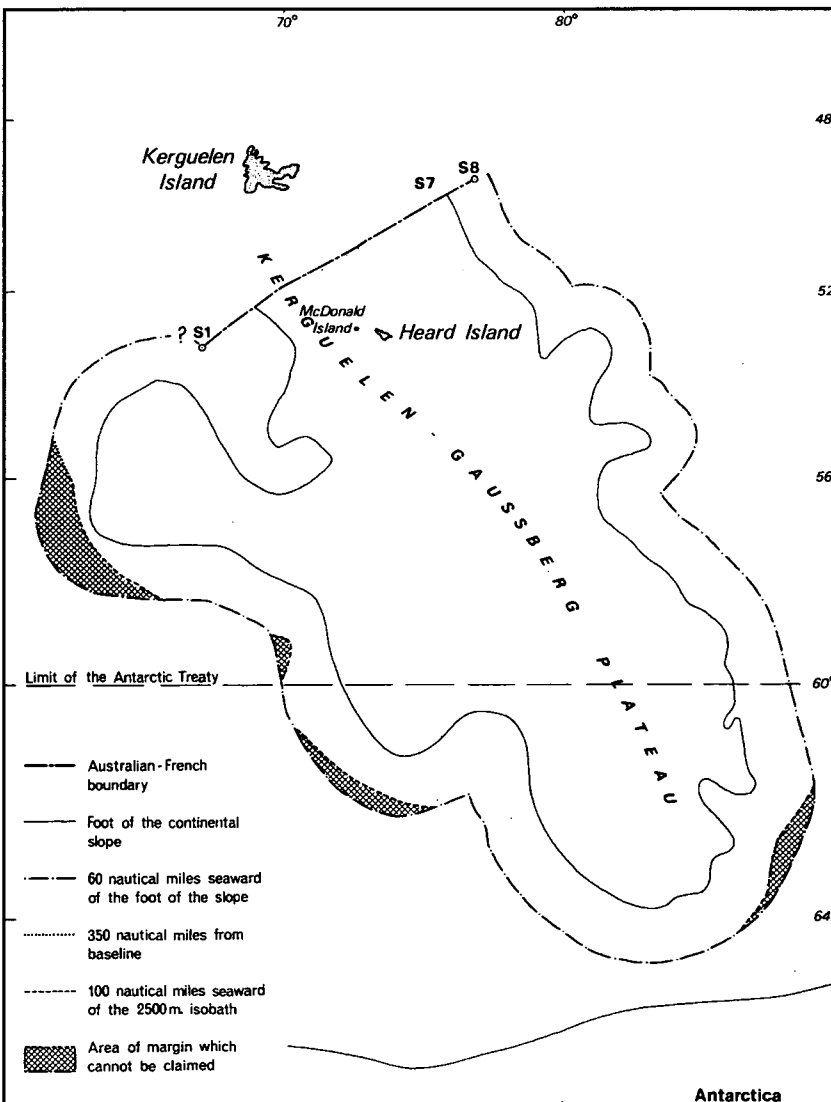 70°
80°
48
Kerguelen
Island
S7
S8
52
KERGUELEN-GAUSSBERG PLATEAU
McDonald
Island
? S1
Heard Island
56
Limit of the Antarctic Treaty
60°
Australian-French
boundary
Foot of the continental
slope
60 nautical miles seaward
of the foot of the slope
350 nautical miles from
baseline
100 nautical miles seaward
of the 2500m. isobath
64
Area of margin which
cannot be claimed
Antarctica